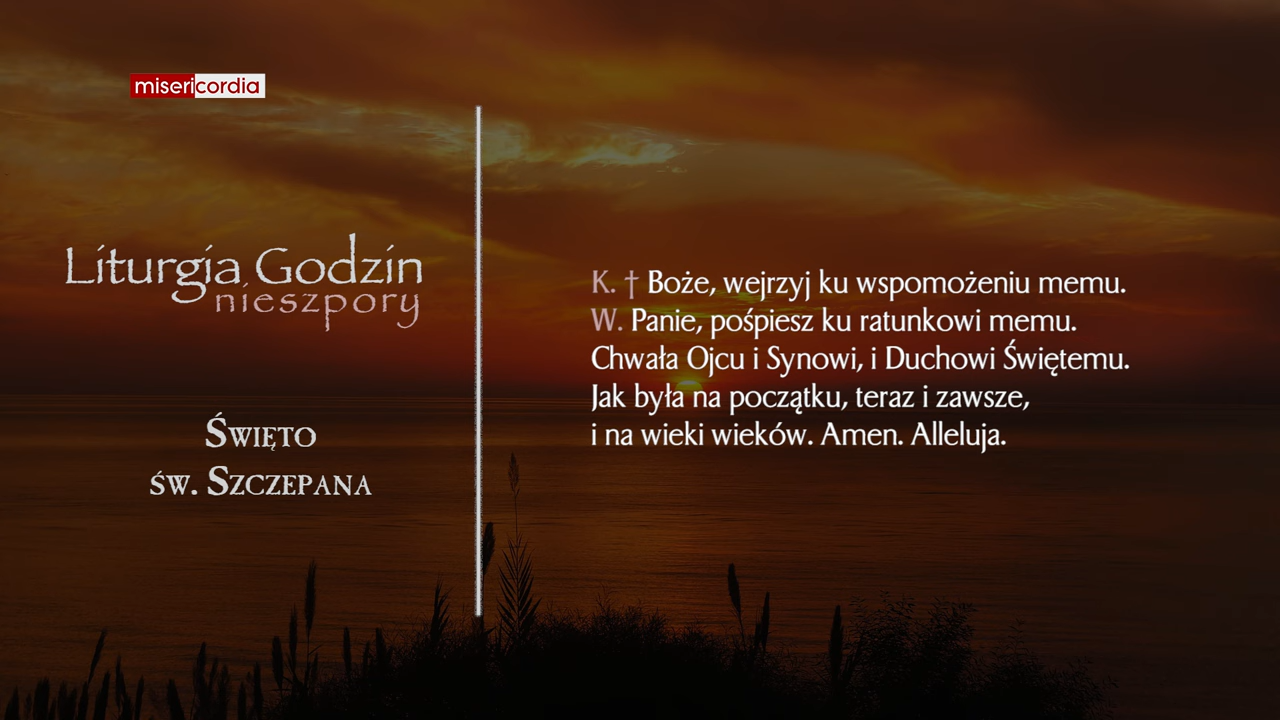 misericordia
Liturgia Godzin
nieszpory
Święto
św. Szczepana
K. † Boże, wejrzyj ku wspomożeniu memu.
W. Panie, pośpiesz ku ratunkowi memu.
Chwała Ojcu i Synowi, i Duchowi Świętemu.
Jak była na początku, teraz i zawsze,
i na wieki wieków. Amen. Alleluja.